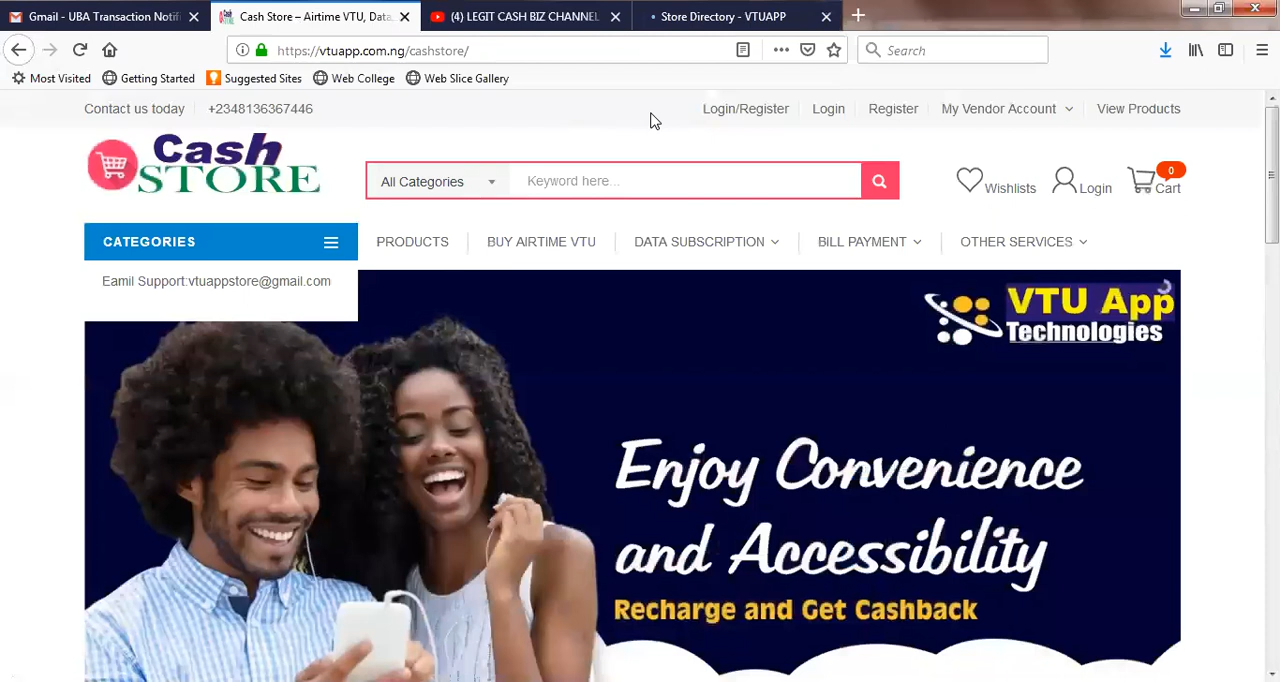 Gmail - UBA Transaction Notifi
Cash Store – Airtime VTU, Data,
(4) LEGIT CASH BIZ CHANNEL
Store Directory - VTUAPP
https://vtuapp.com.ng/cashstore/
Search
Most Visited
Getting Started
Suggested Sites
Web College
Web Slice Gallery
Contact us today
+2348136367446
Login/Register
Login
Register
My Vendor Account
View Products
Cash
STORE
All Categories
Keyword here...
Wishlists
Login
0
Cart
CATEGORIES
PRODUCTS
BUY AIRTIME VTU
DATA SUBSCRIPTION
BILL PAYMENT
OTHER SERVICES
Eamil Support:vtuappstore@gmail.com
VTU App
Technologies
Enjoy Convenience
and Accessibility
Recharge and Get Cashback